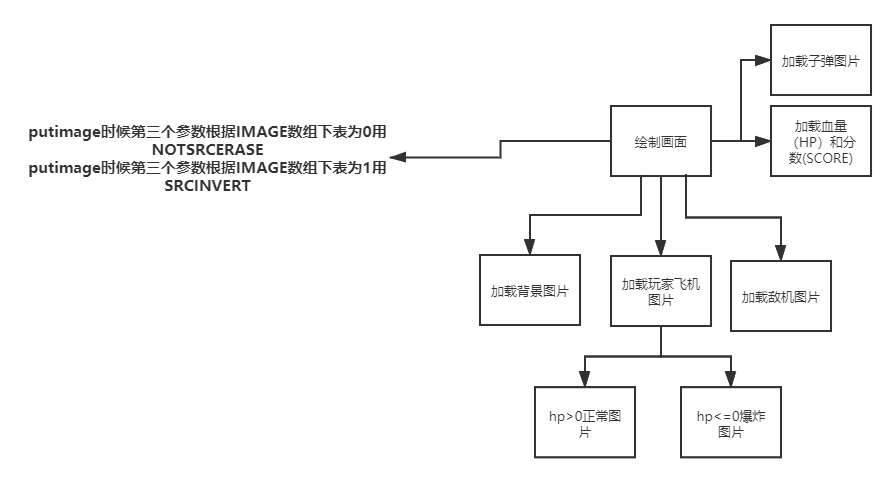 加载子弹图片
putimage时候第三个参数根据IMAGE数组下表为0用
NOTSRCERASE
putimage时候第三个参数根据IMAGE数组下表为1用
SRCINVERT
绘制画面
加载血量
（HP）和分
数(SCORE)
加载背景图片
加载玩家飞机
图片
加载敌机图片
hp>0正常图
片
hp<=0爆炸
图片